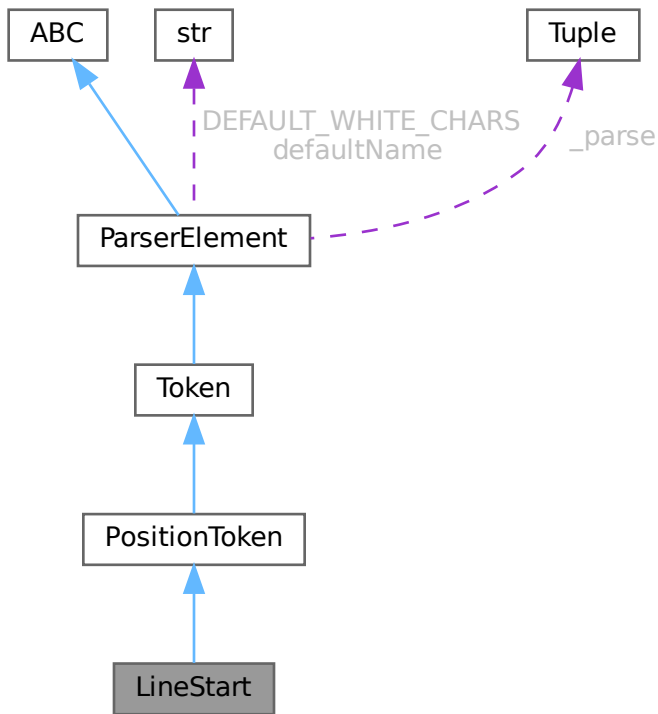 ABC
str
Tuple
DEFAULT_WHITE_CHARS
defaultName
_parse
ParserElement
Token
PositionToken
LineStart